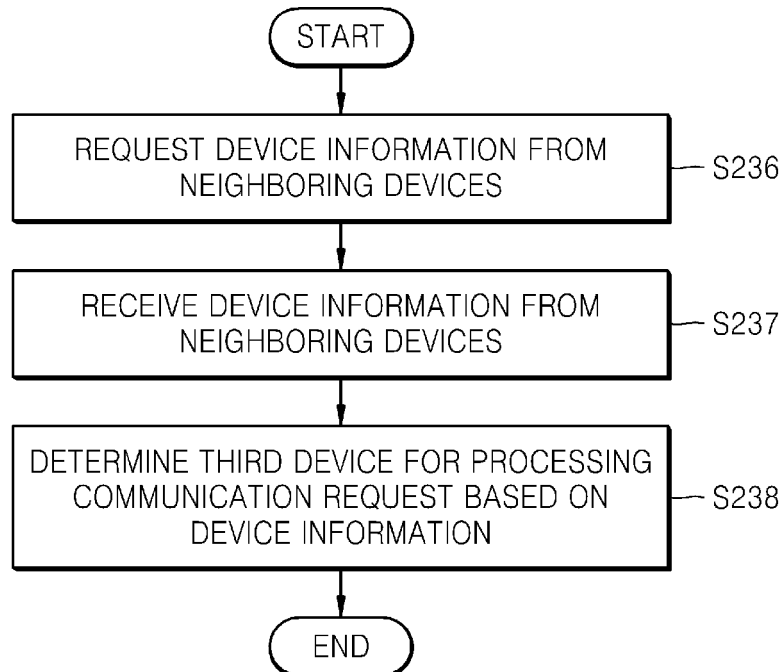 START
REQUEST DEVICE INFORMATION FROM
NEIGHBORING DEVICES
S236
RECEIVE DEVICE INFORMATION FROM
NEIGHBORING DEVICES
S237
DETERMINE THIRD DEVICE FOR PROCESSING
COMMUNICATION REQUEST BASED ON
DEVICE INFORMATION
S238
END